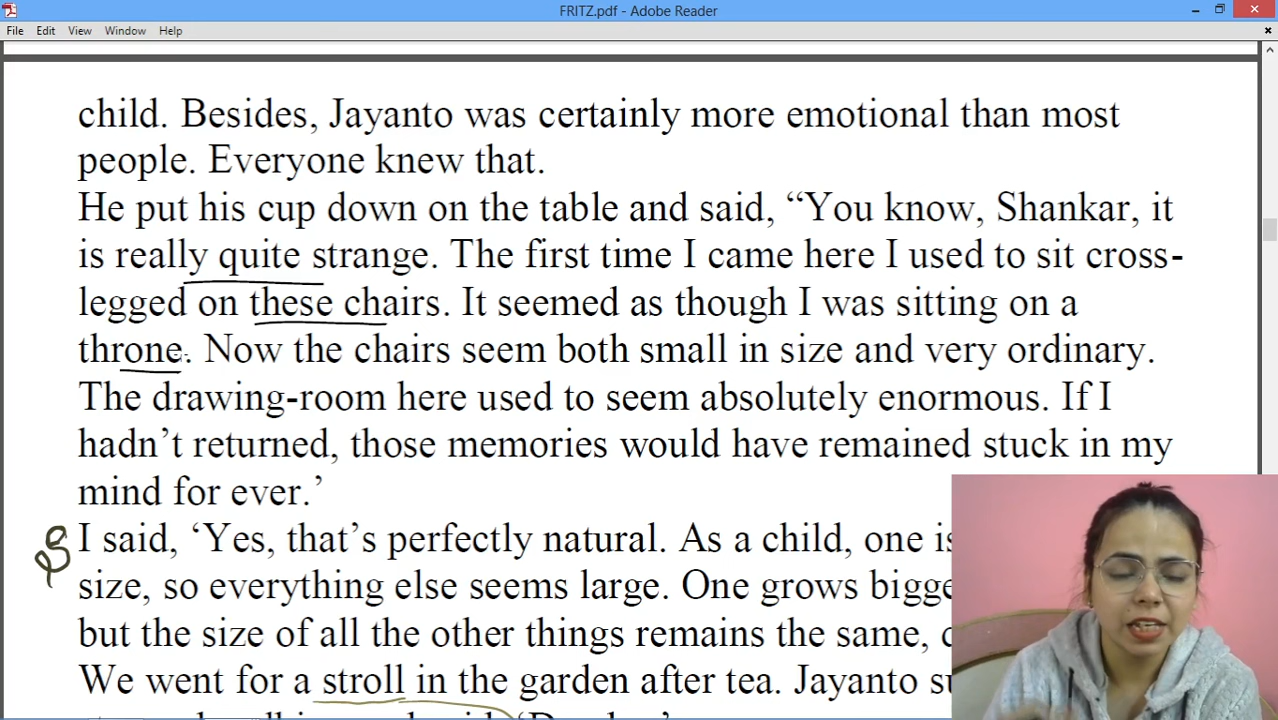 FRITZ.pdf - Adobe Reader
File Edit View Window Help
child. Besides, Jayanto was certainly more emotional than most
people. Everyone knew that.
He put his cup down on the table and said, “You know, Shankar, it
is really quite strange. The first time I came here I used to sit cross-
legged on these chairs. It seemed as though I was sitting on a
throne. Now the chairs seem both small in size and very ordinary.
The drawing-room here used to seem absolutely enormous. If I
hadn’t returned, those memories would have remained stuck in my
mind for ever.’
I said, ‘Yes, that’s perfectly natural. As a child, one is
size, so everything else seems large. One grows bigge
but the size of all the other things remains the same,
We went for a stroll in the garden after tea. Jayanto